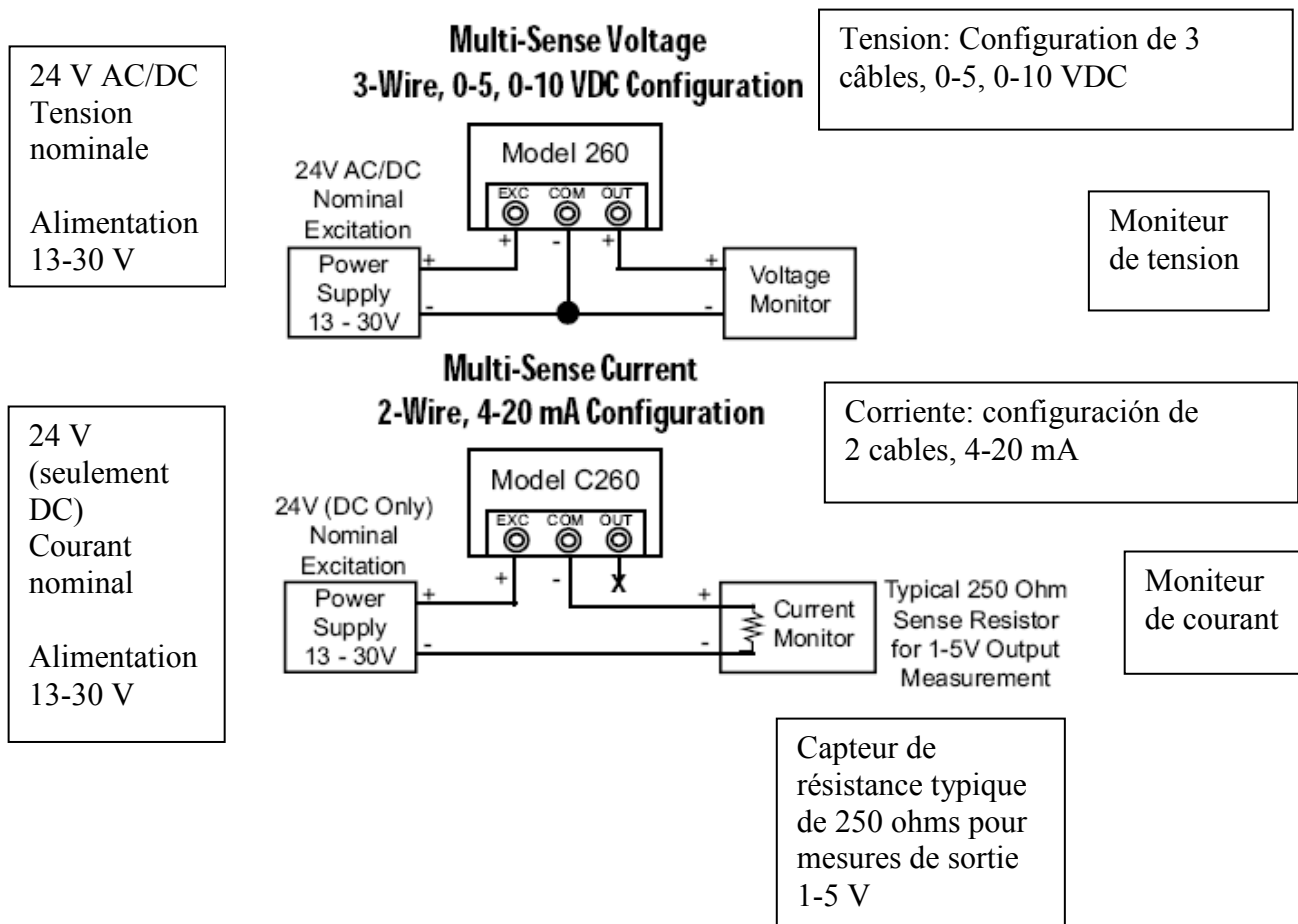 Multi-Sense Voltage
3-Wire, 0-5, 0-10 VDC Configuration
Tension: Configuration de 3
câbles, 0-5, 0-10 VDC
24 V AC/DC
Tension
nominale
Alimentation
13-30 V
24V AC/DC
Nominal
Excitation
Model 260
EXC COM OUT
+ - +
Power
Supply
13 - 30V
+
-
+
-
Voltage
Monitor
Moniteur
de tension
Multi-Sense Current
2-Wire, 4-20 mA Configuration
Corriente: configuración de
2 cables, 4-20 mA
24 V
(seulement
DC)
Courant
nominal
Alimentation
13-30 V
24V (DC Only)
Nominal
Excitation
Model C260
EXC COM OUT
+ - X
Power
Supply
13 - 30V
+
-
+
-
Current
Monitor
Typical 250 Ohm
Sense Resistor
for 1-5V Output
Measurement
Moniteur
de courant
Capteur de
résistance typique
de 250 ohms pour
mesures de sortie
1-5 V